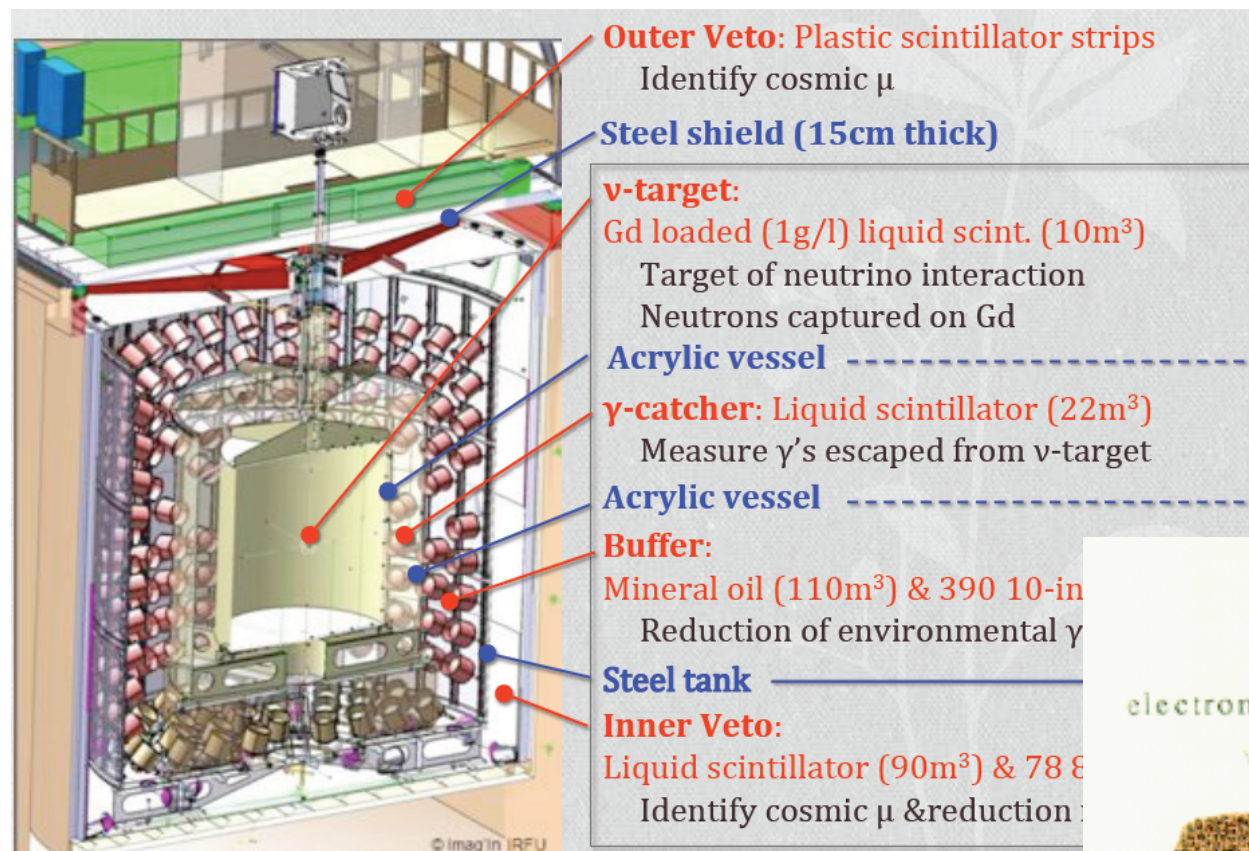 Outer Veto: Plastic scintillator strips
Identify cosmic μ
Steel shield (15cm thick)
ν-target:
Gd loaded (1g/l) liquid scint. (10m³)
Target of neutrino interaction
Neutrons captured on Gd
Acrylic vessel
γ-catcher: Liquid scintillator (22m³)
Measure γ’s escaped from ν-target
Acrylic vessel
Buffer:
Mineral oil (110m³) & 390 10-in
Reduction of environmental γ
Steel tank
electron
Inner Veto:
Liquid scintillator (90m³) & 78 8
Identify cosmic μ &reduction
© Imag'In IRFU